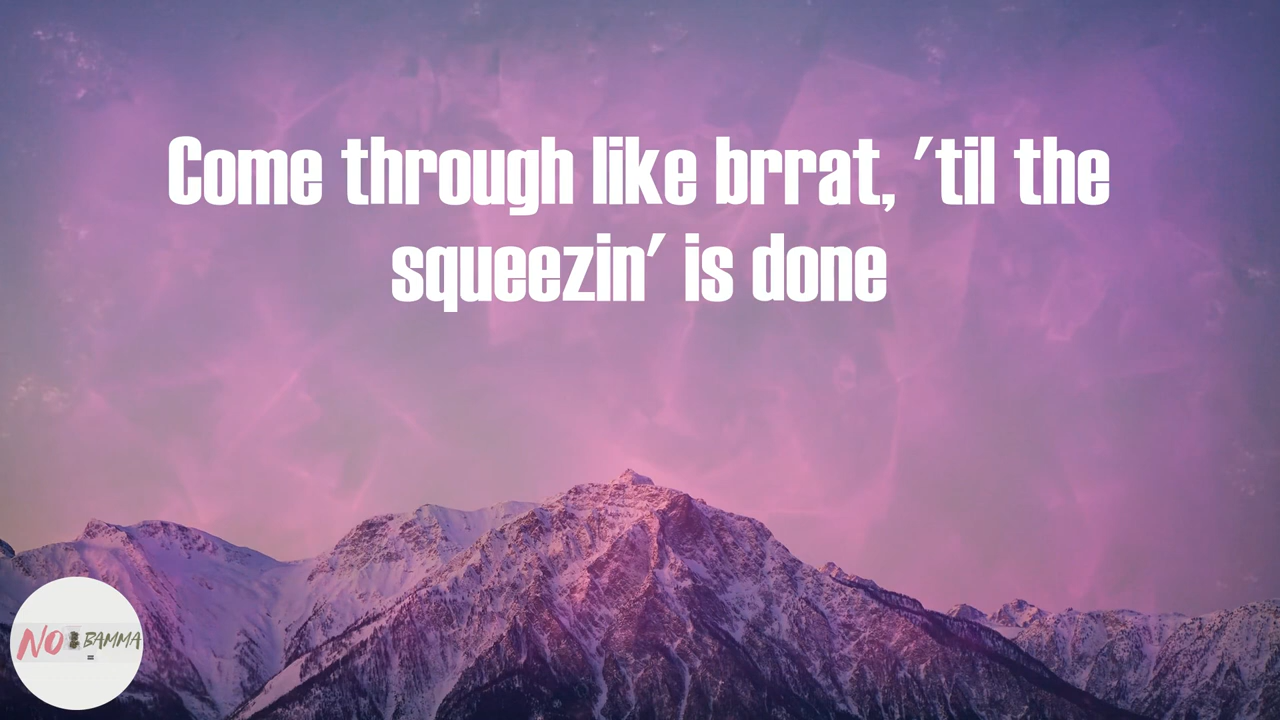 Come through like brrat, 'til the
squeezin' is done
NO BAMMA